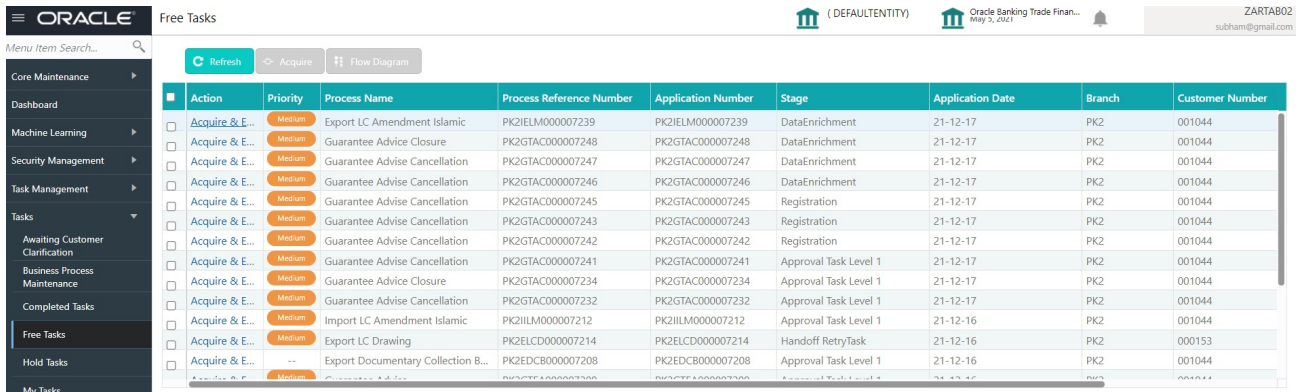 ORACLE
Free Tasks
( DEFAULTENTITY)
Oracle Banking Trade Finan...
May 5, 2021
ZARTAB02
subham@gmail.com
Menu Item Search...
Core Maintenance
Dashboard
Machine Learning
Security Management
Task Management
Tasks
Awaiting Customer
Clarification
Business Process
Maintenance
Completed Tasks
Free Tasks
Hold Tasks
My Tasks
Refresh Acquire Flow Diagram
Action Priority Process Name Process Reference Number Application Number Stage Application Date Branch Customer Number
Acquire & E... Medium Export LC Amendment Islamic PK2IELM000007239 PK2IELM000007239 DataEnrichment 21-12-17 PK2 001044
Acquire & E... Medium Guarantee Advice Closure PK2GTAC000007248 PK2GTAC000007248 DataEnrichment 21-12-17 PK2 001044
Acquire & E... Medium Guarantee Advise Cancellation PK2GTAC000007247 PK2GTAC000007247 DataEnrichment 21-12-17 PK2 001044
Acquire & E... Medium Guarantee Advise Cancellation PK2GTAC000007246 PK2GTAC000007246 DataEnrichment 21-12-17 PK2 001044
Acquire & E... Medium Guarantee Advise Cancellation PK2GTAC000007245 PK2GTAC000007245 Registration 21-12-17 PK2 001044
Acquire & E... Medium Guarantee Advise Cancellation PK2GTAC000007243 PK2GTAC000007243 Registration 21-12-17 PK2 001044
Acquire & E... Medium Guarantee Advise Cancellation PK2GTAC000007242 PK2GTAC000007242 Registration 21-12-17 PK2 001044
Acquire & E... Medium Guarantee Advise Cancellation PK2GTAC000007241 PK2GTAC000007241 Approval Task Level 1 21-12-17 PK2 001044
Acquire & E... Medium Guarantee Advice Closure PK2GTAC000007234 PK2GTAC000007234 Approval Task Level 1 21-12-17 PK2 001044
Acquire & E... Medium Guarantee Advise Cancellation PK2GTAC000007232 PK2GTAC000007232 Approval Task Level 1 21-12-17 PK2 001044
Acquire & E... Medium Import LC Amendment Islamic PK2IILM000007212 PK2IILM000007212 Approval Task Level 1 21-12-16 PK2 001044
Acquire & E... Medium Export LC Drawing PK2ELCD000007214 PK2ELCD000007214 Handoff RetryTask 21-12-16 PK2 000153
Acquire & E... -- Export Documentary Collection B... PK2EDCB000007208 PK2EDCB000007208 Approval Task Level 1 21-12-16 PK2 001044
Medium